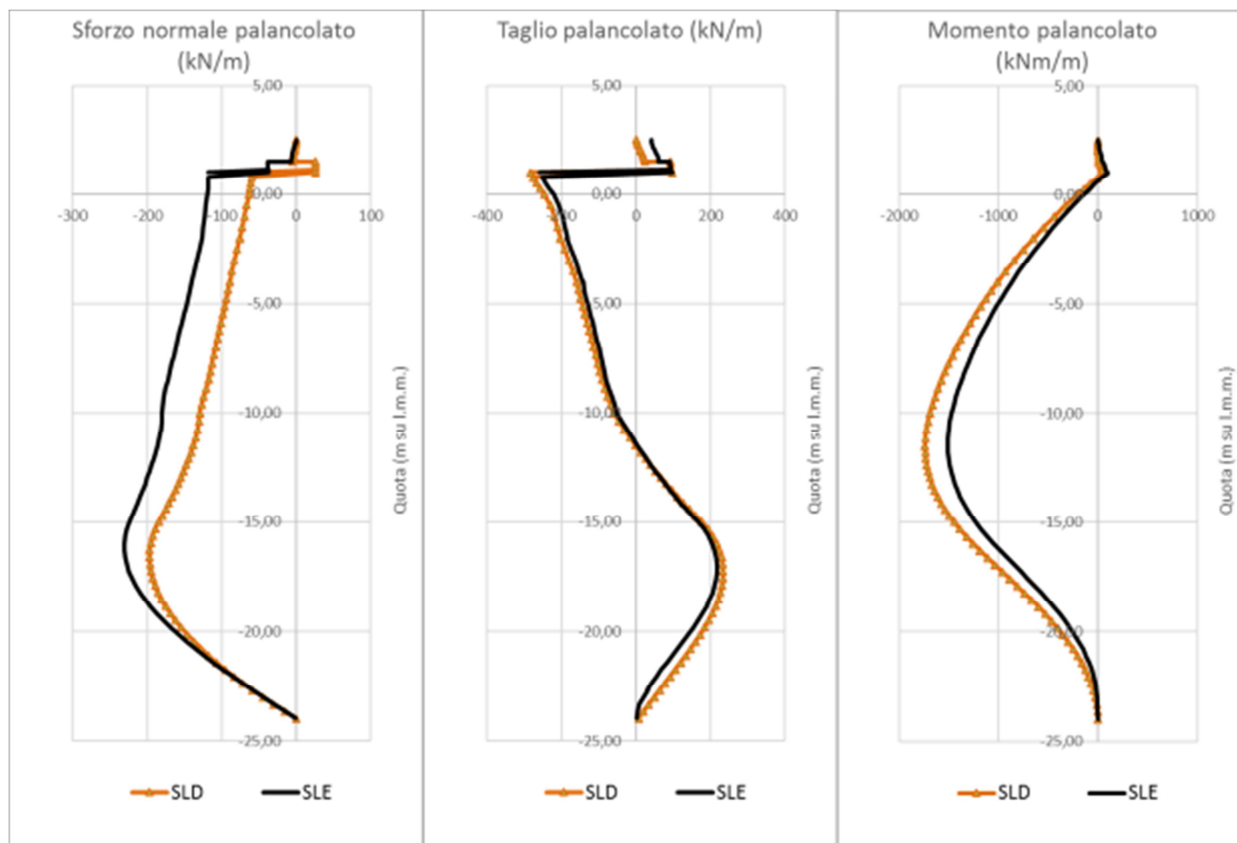 Sforzo normale palancolato
(kN/m)
5,00
0,00
-300
-200
-100
0
100
-5,00
-10,00
-15,00
-20,00
-25,00
Quota (m su l.m.m.)
SLD
SLE
Taglio palancolato (kN/m)
5,00
0,00
-400
-200
0
200
400
-5,00
-10,00
-15,00
-20,00
-25,00
Quota (m su l.m.m.)
SLD
SLE
Momento palancolato
(kNm/m)
5,00
0,00
-2000
-1000
0
1000
-5,00
-10,00
-15,00
-20,00
-25,00
Quota (m su l.m.m.)
SLD
SLE